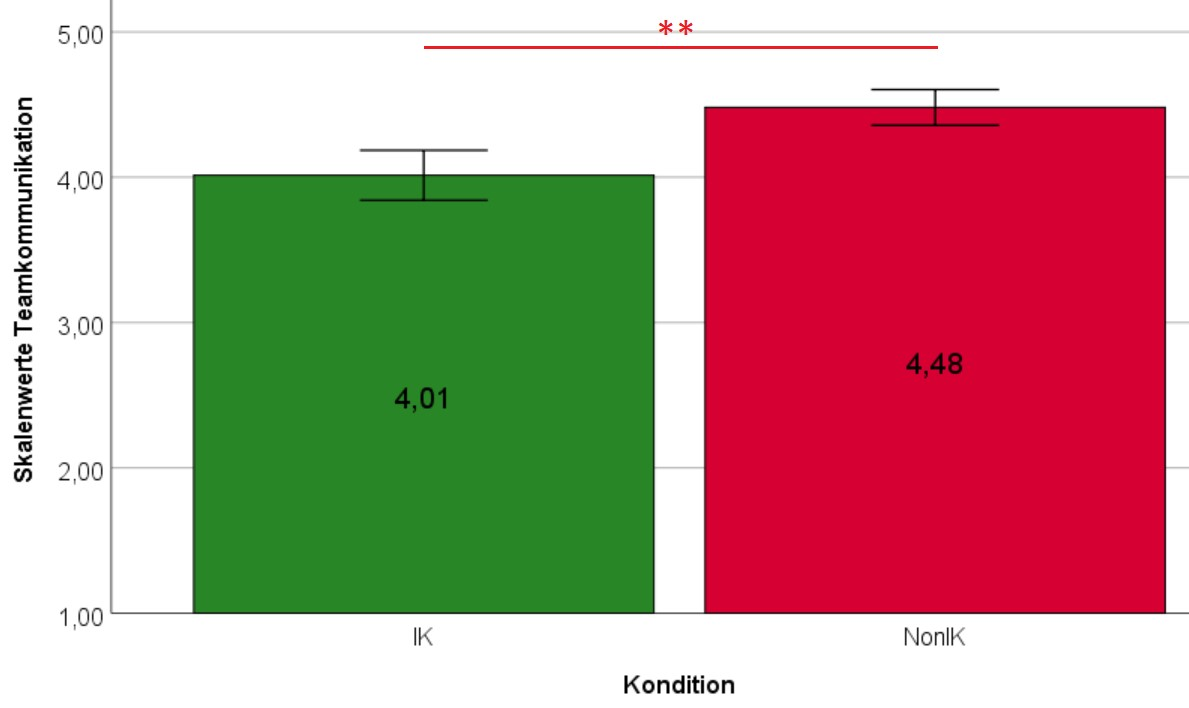 **
5,00
4,00
3,00
2,00
1,00
Skalenwerte Teamkommunikation
4,01
4,48
IK
NonIK
Kondition